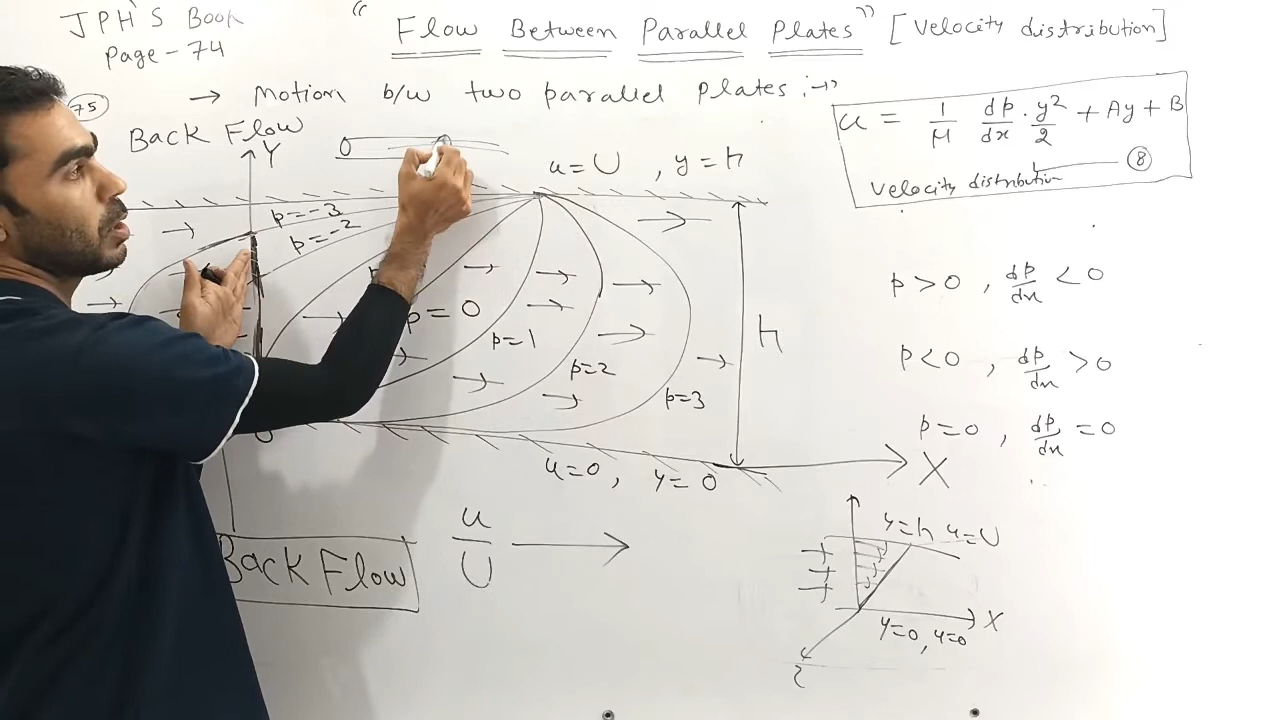 JPH'S Book
Page - 74
"Flow Between Parallel Plates" [Velocity distribution]
75
→ Motion b/w two parallel plates :→
Back Flow
Y
u = U , y = h
u = 1/μ dp/dx . y²/2 + Ay + B
Velocity distribution
8
p = -3
p = -2
p = 0
p = 1
p = 2
p = 3
h
p > 0 , dp/dx < 0
p < 0 , dp/dx > 0
p = 0 , dp/dx = 0
u = 0 , y = 0
X
u/U →
Back Flow
y = h u = U
X
y = 0, u = 0
Z